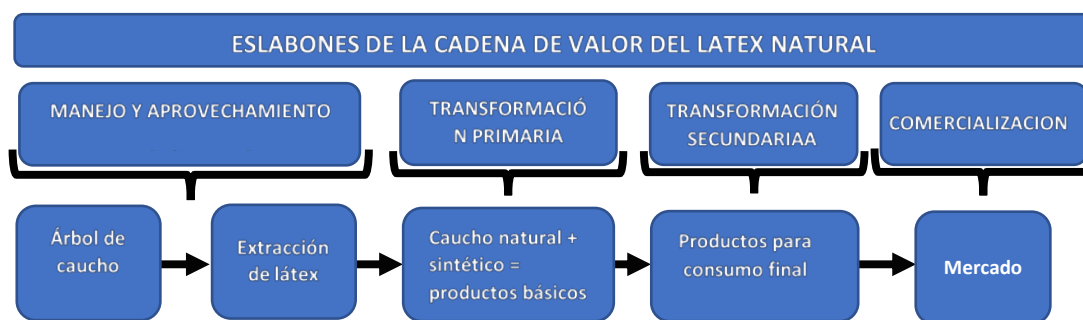 ESLABONES DE LA CADENA DE VALOR DEL LATEX NATURAL
MANEJO Y APROVECHAMIENTO
TRANSFORMACIÓ
N PRIMARIA
TRANSFORMACIÓN
SECUNDARIAA
COMERCIALIZACION
Árbol de
caucho
Extracción
de látex
Caucho natural +
sintético =
productos básicos
Productos para
consumo final
Mercado